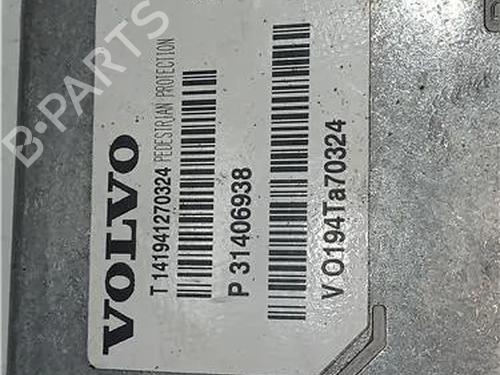 B-PARTS
VOLVO
T 141941270324 PEDESTRIAN PROTECTION
P 31406938
V O194Ta70324